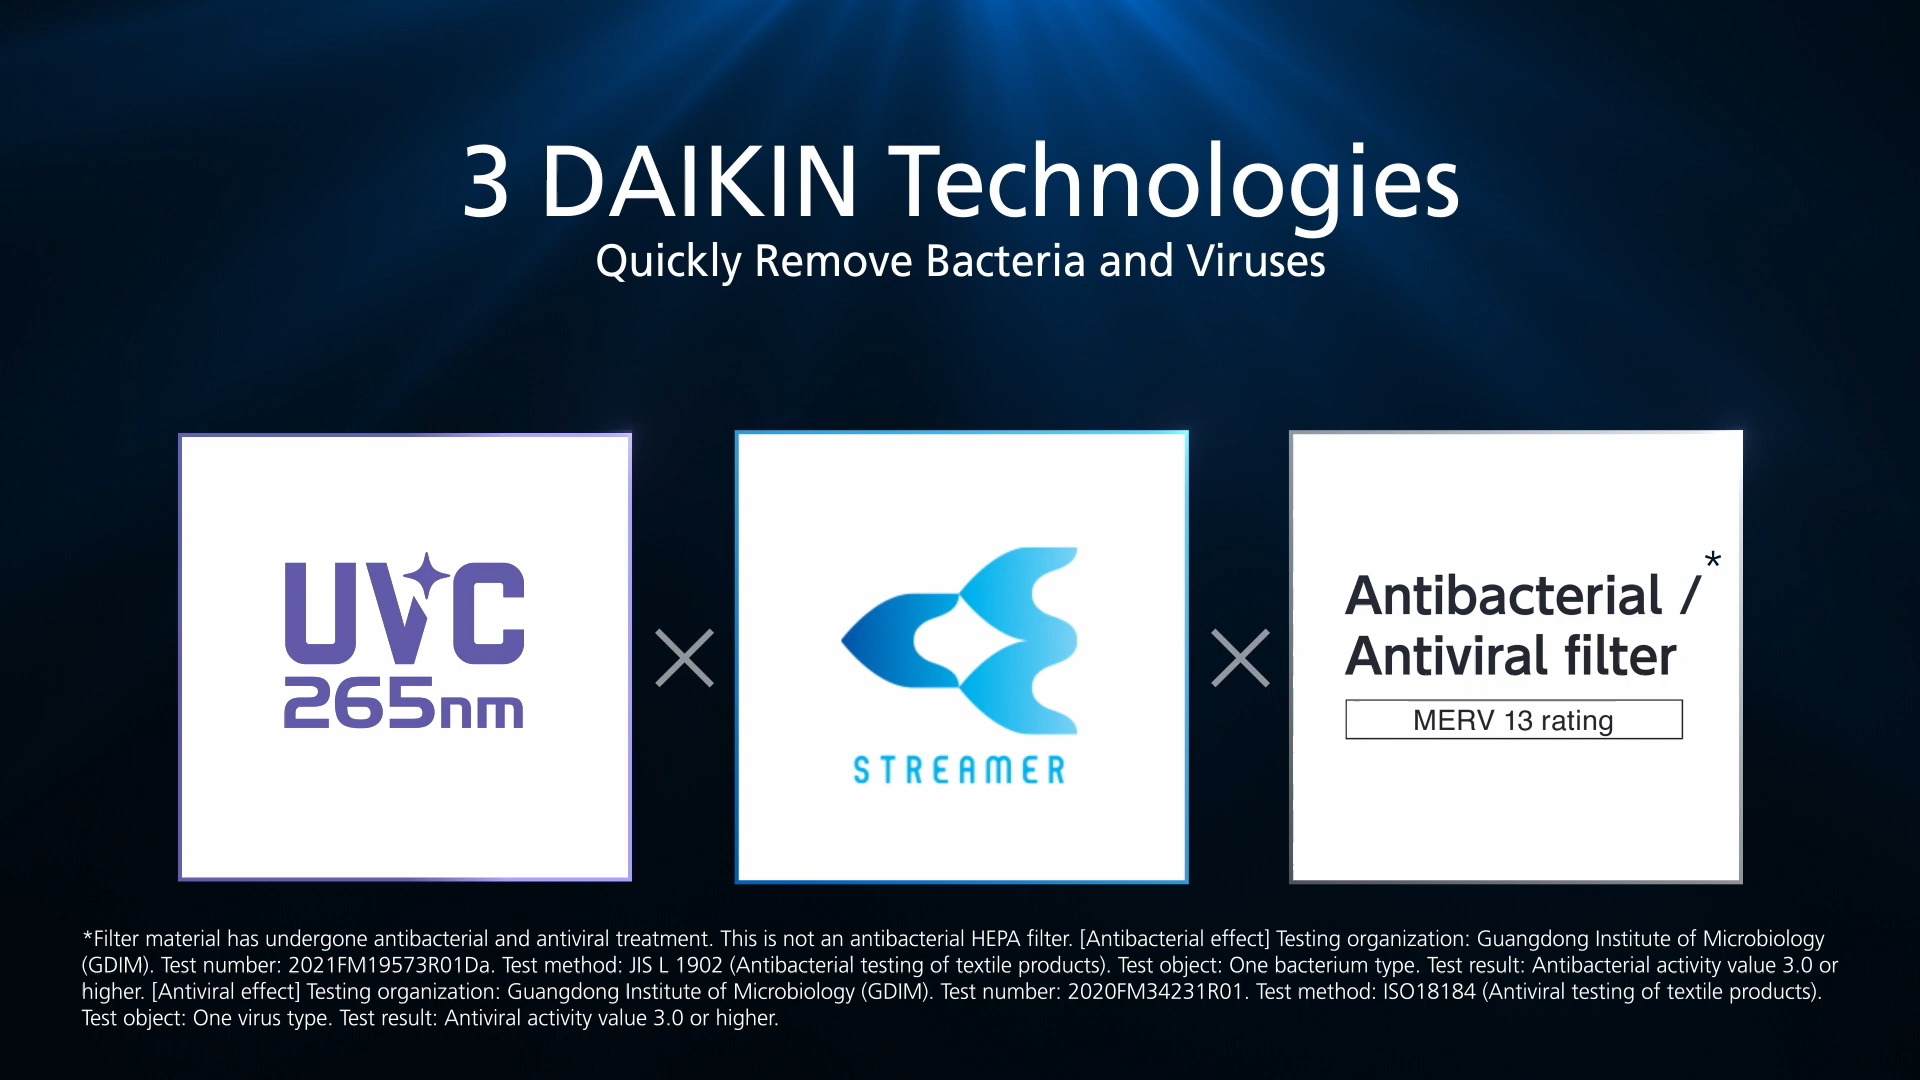 3 DAIKIN Technologies
Quickly Remove Bacteria and Viruses
UVC
265nm
STREAMER
Antibacterial /*
Antiviral filter
MERV 13 rating
*Filter material has undergone antibacterial and antiviral treatment. This is not an antibacterial HEPA filter. [Antibacterial effect] Testing organization: Guangdong Institute of Microbiology
(GDIM). Test number: 2021FM19573R01Da. Test method: JIS L 1902 (Antibacterial testing of textile products). Test object: One bacterium type. Test result: Antibacterial activity value 3.0 or
higher. [Antiviral effect] Testing organization: Guangdong Institute of Microbiology (GDIM). Test number: 2020FM34231R01. Test method: ISO18184 (Antiviral testing of textile products).
Test object: One virus type. Test result: Antiviral activity value 3.0 or higher.